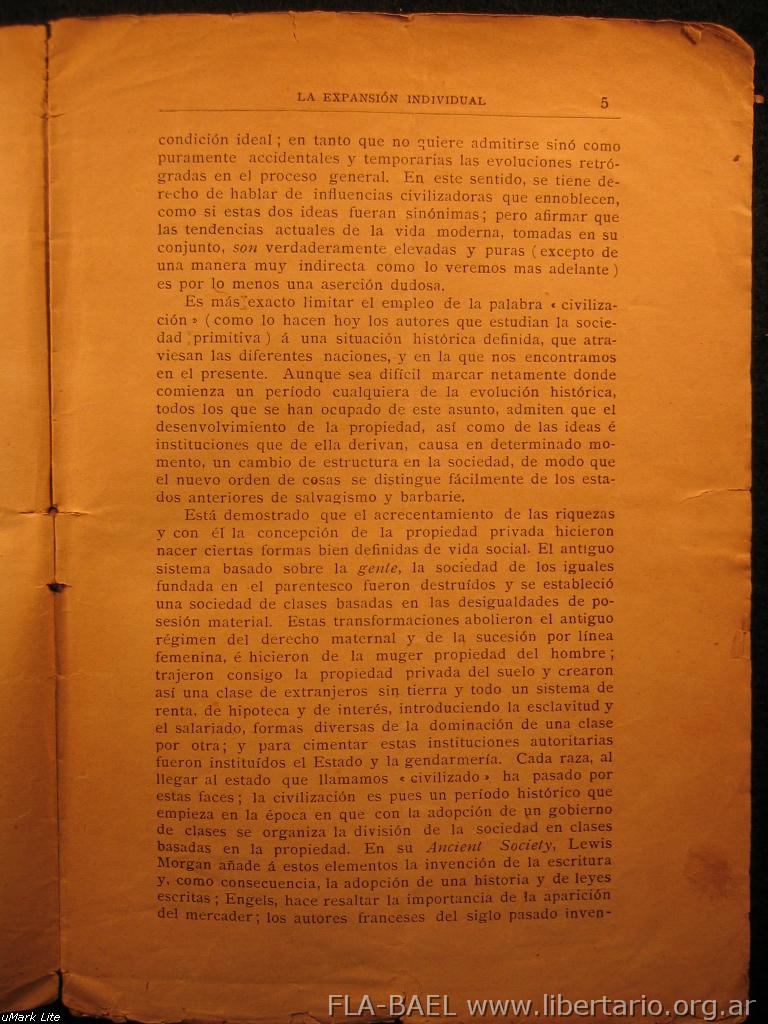 LA EXPANSIÓN INDIVIDUAL 5
condición ideal ; en tanto que no quiere admitirse sinó como
puramente accidentales y temporarias las evoluciones retró-
gradas en el proceso general. En este sentido, se tiene de-
recho de hablar de influencias civilizadoras que ennoblecen,
como si estas dos ideas fueran sinónimas ; pero afirmar que
las tendencias actuales de la vida moderna, tomadas en su
conjunto, son verdaderamente elevadas y puras ( excepto de
una manera muy indirecta como lo veremos mas adelante )
es por lo menos una aserción dudosa.
Es más exacto limitar el empleo de la palabra « civiliza-
ción » ( como lo hacen hoy los autores que estudian la socie-
dad primitiva ) á una situación histórica definida, que atra-
viesan las diferentes naciones, y en la que nos encontramos
en el presente. Aunque sea difícil marcar netamente donde
comienza un período cualquiera de la evolución histórica,
todos los que se han ocupado de este asunto, admiten que el
desenvolvimiento de la propiedad, así como de las ideas é
instituciones que de ella derivan, causa en determinado mo-
mento, un cambio de estructura en la sociedad, de modo que
el nuevo orden de cosas se distingue fácilmente de los esta-
dos anteriores de salvagismo y barbarie.
Está demostrado que el acrecentamiento de las riquezas
y con él la concepción de la propiedad privada hicieron
nacer ciertas formas bien definidas de vida social. El antiguo
sistema basado sobre la gente, la sociedad de los iguales
fundada en el parentesco fueron destruídos y se estableció
una sociedad de clases basadas en las desigualdades de po-
sesión material. Estas transformaciones abolieron el antiguo
régimen del derecho maternal y de la sucesión por línea
femenina, é hicieron de la muger propiedad del hombre ;
trajeron consigo la propiedad privada del suelo y crearon
así una clase de extranjeros sin tierra y todo un sistema de
renta, de hipoteca y de interés, introduciendo la esclavitud y
el salariado, formas diversas de la dominación de una clase
por otra ; y para cimentar estas instituciones autoritarias
fueron instituídos el Estado y la gendarmería. Cada raza, al
llegar al estado que llamamos « civilizado » ha pasado por
estas faces ; la civilización es pues un período histórico que
empieza en la época en que con la adopción de un gobierno
de clases se organiza la división de la sociedad en clases
basadas en la propiedad. En su Ancient Society, Lewis
Morgan añade á estos elementos la invención de la escritura
y, como consecuencia, la adopción de una historia y de leyes
escritas ; Engels, hace resaltar la importancia de la aparición
del mercader ; los autores franceses del siglo pasado inven-
uMark Lite
FLA-BAEL www.libertario.org.ar